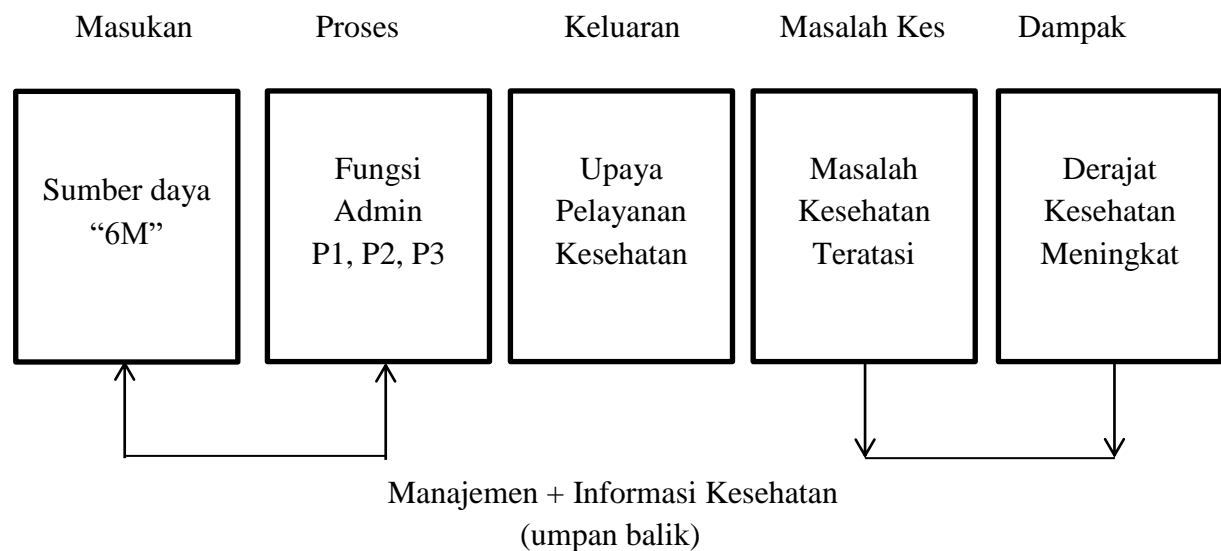 Masukan Proses Keluaran Masalah Kes Dampak
Sumber daya
“6M”
Fungsi
Admin
P1, P2, P3
Upaya
Pelayanan
Kesehatan
Masalah
Kesehatan
Teratasi
Derajat
Kesehatan
Meningkat
Manajemen + Informasi Kesehatan
(umpan balik)